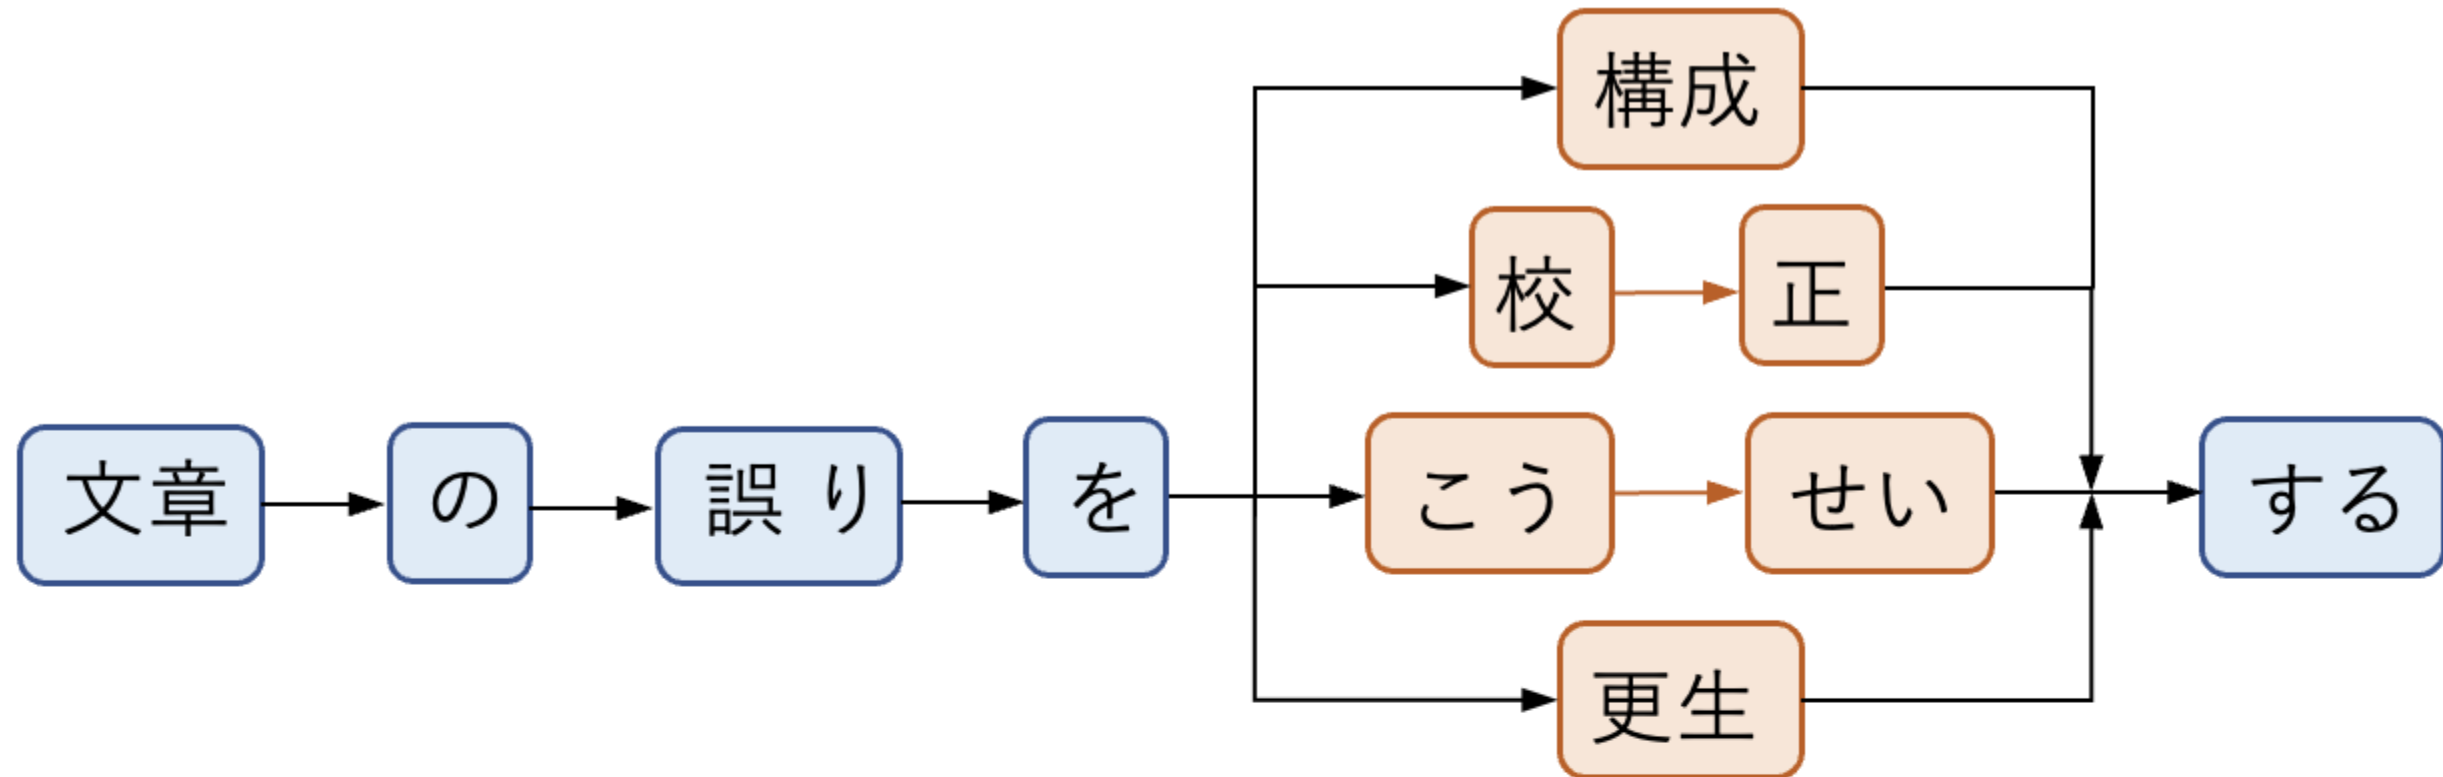 構成
校 正
文章 の 誤り を こう せい する
更生